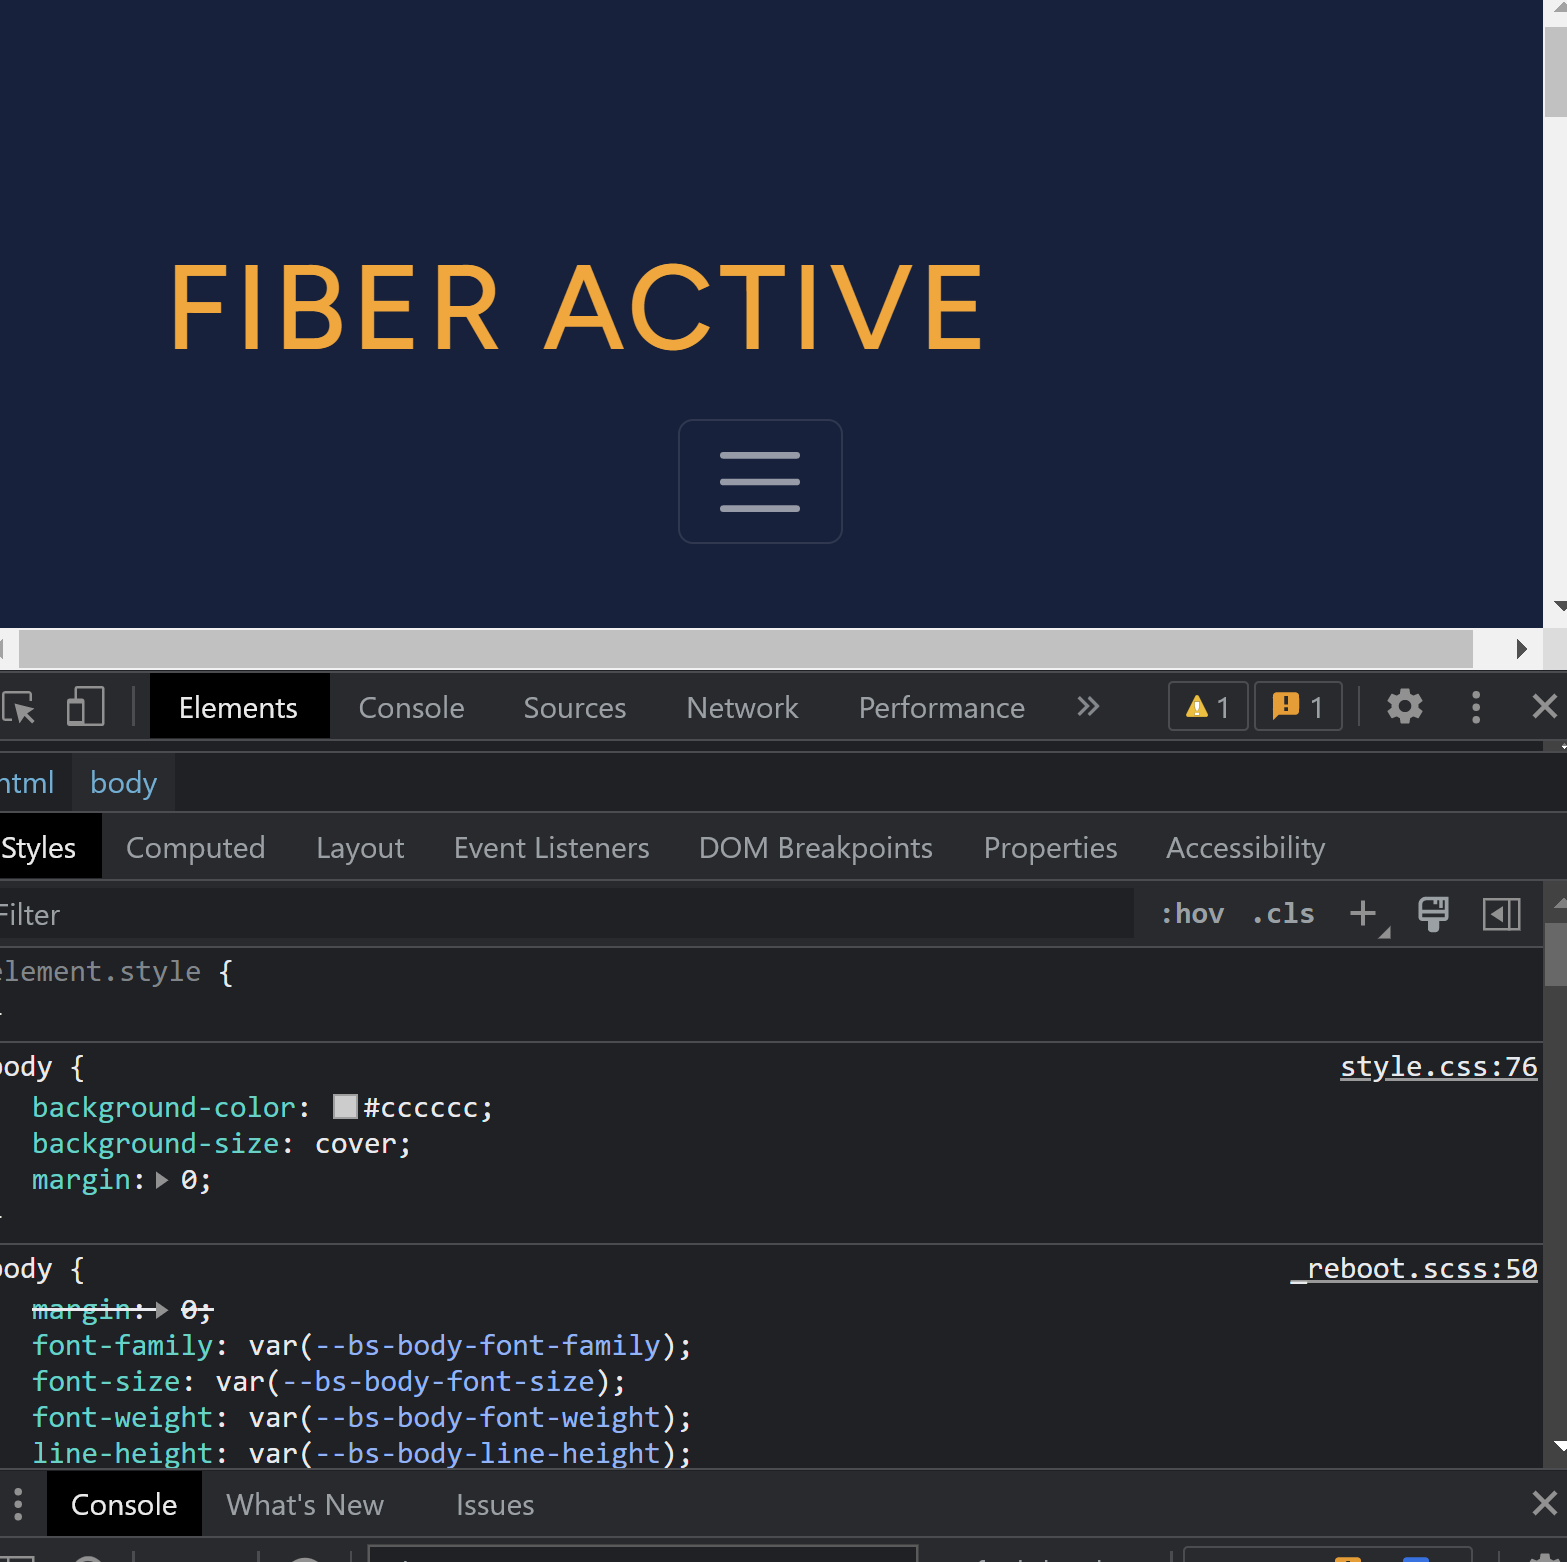 FIBER ACTIVE
Elements Console Sources Network Performance 1 1
html body
Styles Computed Layout Event Listeners DOM Breakpoints Properties Accessibility
Filter :hov .cls
element.style {
}
body { style.css:76
background-color: #cccccc;
background-size: cover;
margin: 0;
}
body { _reboot.scss:50
margin: 0;
font-family: var(--bs-body-font-family);
font-size: var(--bs-body-font-size);
font-weight: var(--bs-body-font-weight);
line-height: var(--bs-body-line-height);
Console What's New Issues